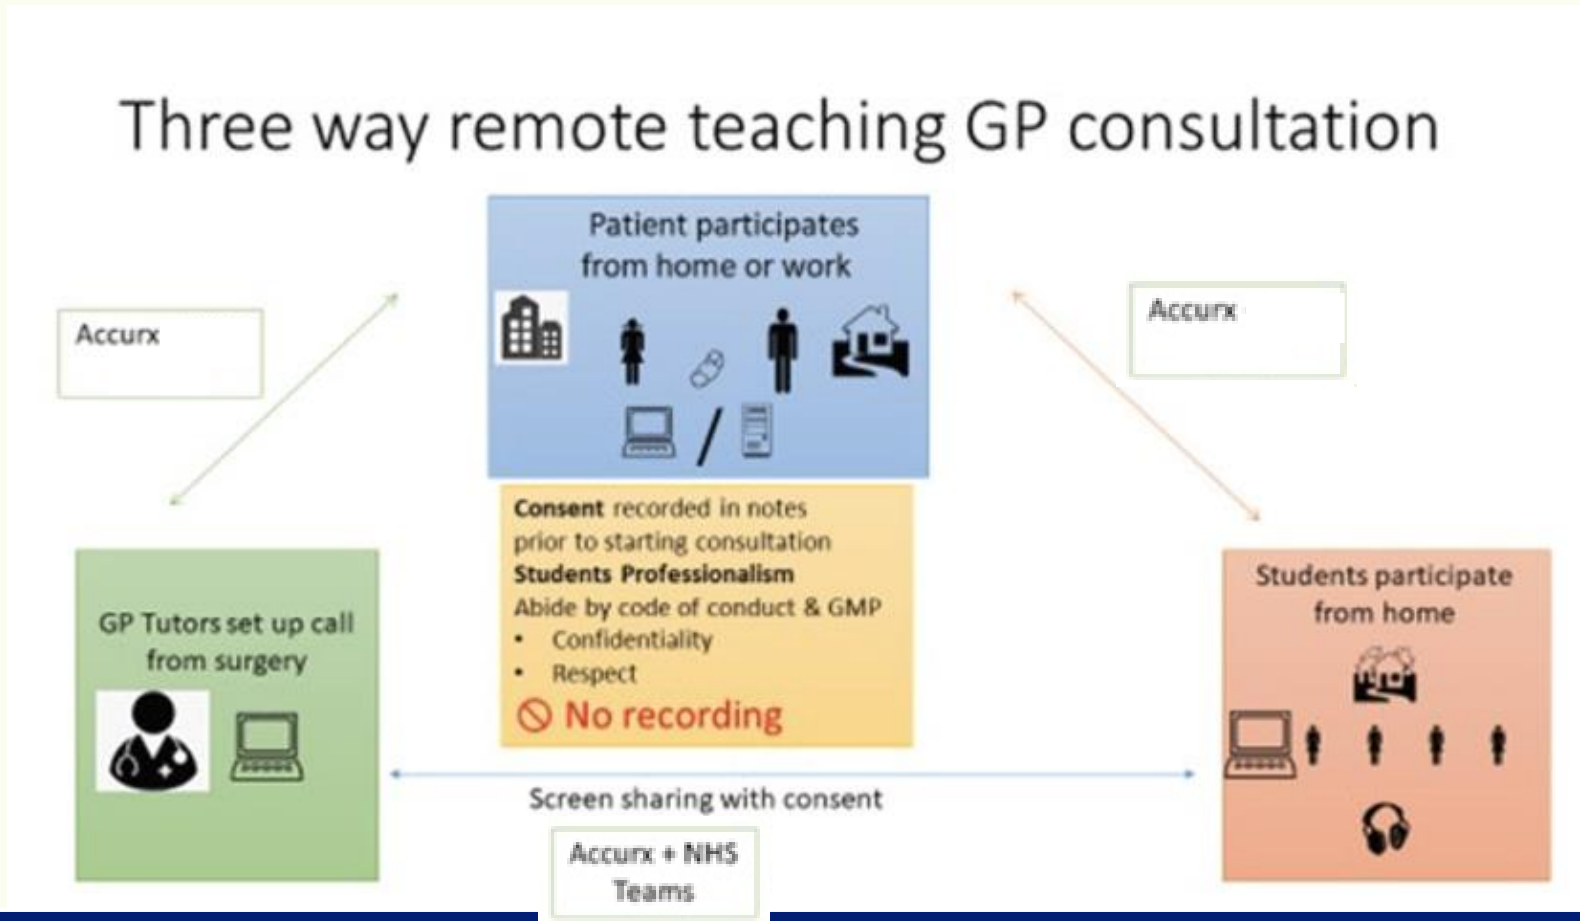 Three way remote teaching GP consultation
Patient participates
from home or work
Accurx
Accurx
Consent recorded in notes
prior to starting consultation
Students Professionalism
Abide by code of conduct & GMP
• Confidentiality
• Respect
No recording
GP Tutors set up call
from surgery
Students participate
from home
Screen sharing with consent
Accurx + NHS
Teams